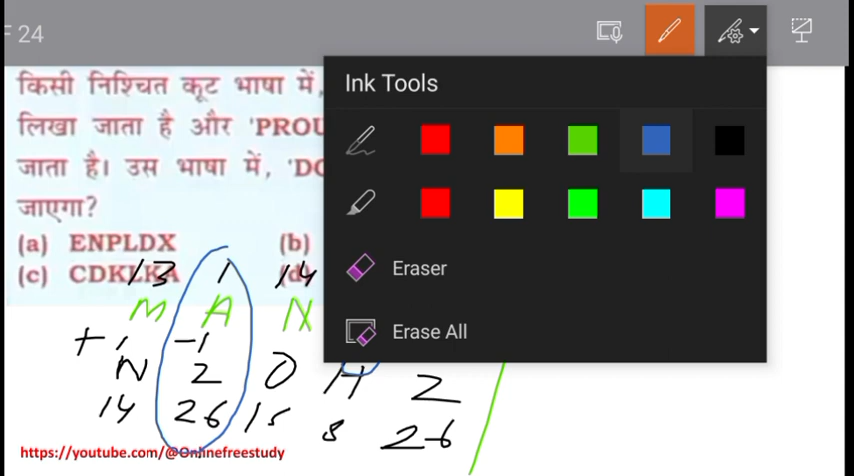 F 24
Ink Tools
किसी निश्चित कूट भाषा में,
लिखा जाता है और 'PROU
जाता है। उस भाषा में, 'DO
जाएगा?
(a) ENPLDX (b)
(c) CDKLKA (d)
Eraser
Erase All
13 1 14
M A N
+1 -1
N 2 O H 2
14 26 15 8 26
https://youtube.com/@Onlinefreestudy